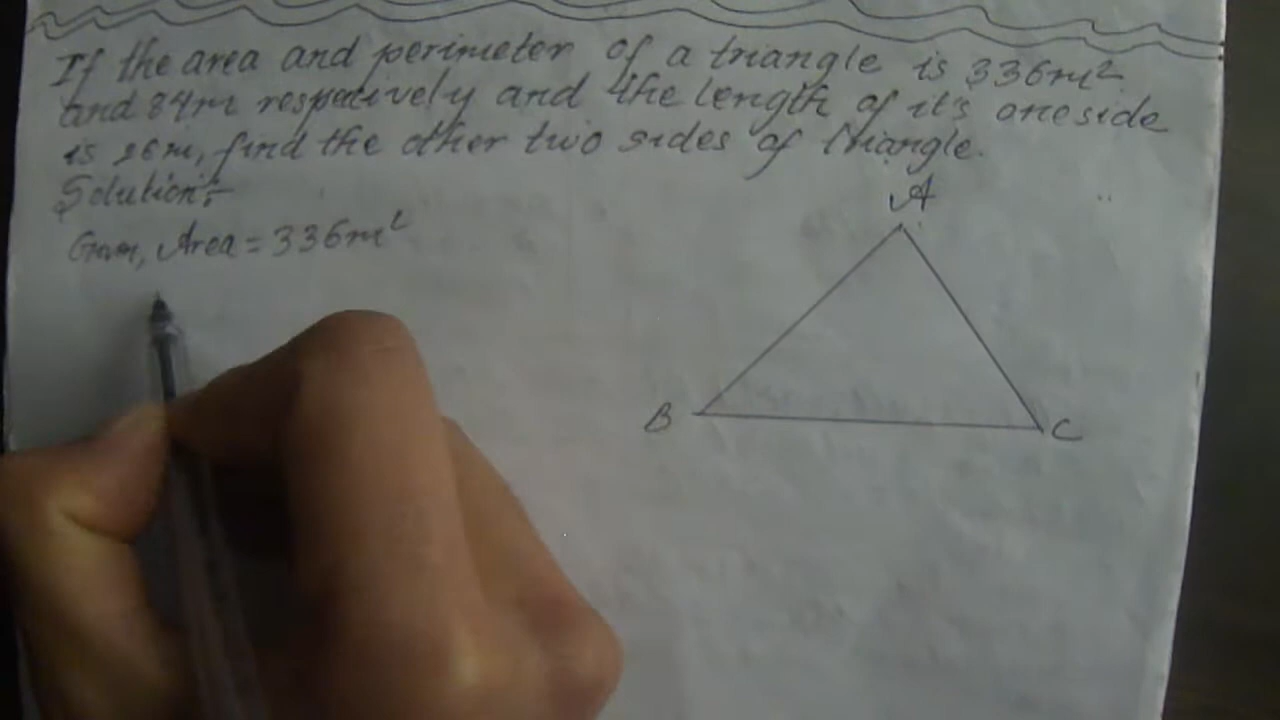 If the area and perimeter of a triangle is 336m²
and 84m respectively and the length of it's one side
is 26m, find the other two sides of triangle.
Solution:-
Given, Area = 336m²
A
B
C